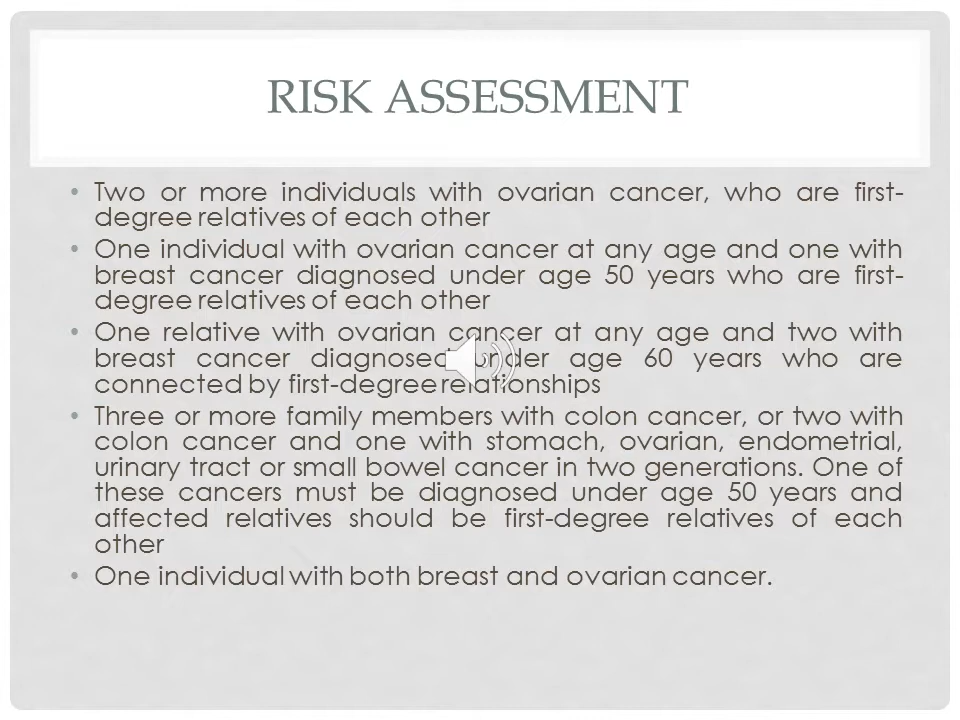 RISK ASSESSMENT
• Two or more individuals with ovarian cancer, who are first-
degree relatives of each other
• One individual with ovarian cancer at any age and one with
breast cancer diagnosed under age 50 years who are first-
degree relatives of each other
• One relative with ovarian cancer at any age and two with
breast cancer diagnosed under age 60 years who are
connected by first-degree relationships
• Three or more family members with colon cancer, or two with
colon cancer and one with stomach, ovarian, endometrial,
urinary tract or small bowel cancer in two generations. One of
these cancers must be diagnosed under age 50 years and
affected relatives should be first-degree relatives of each
other
• One individual with both breast and ovarian cancer.